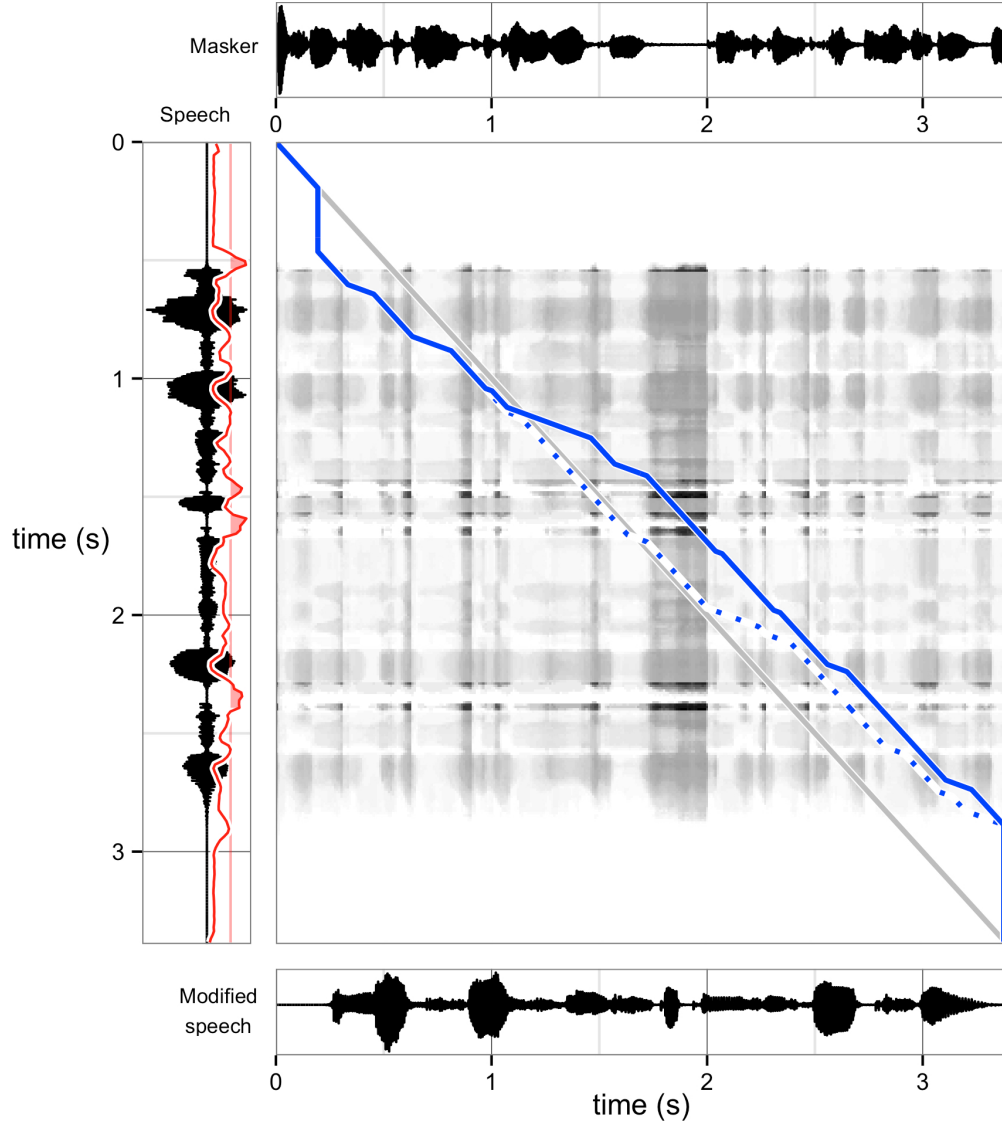 Masker
0 1 2 3
Speech
0
1
2
3
time (s)
Modified
speech
0 1 2 3
time (s)